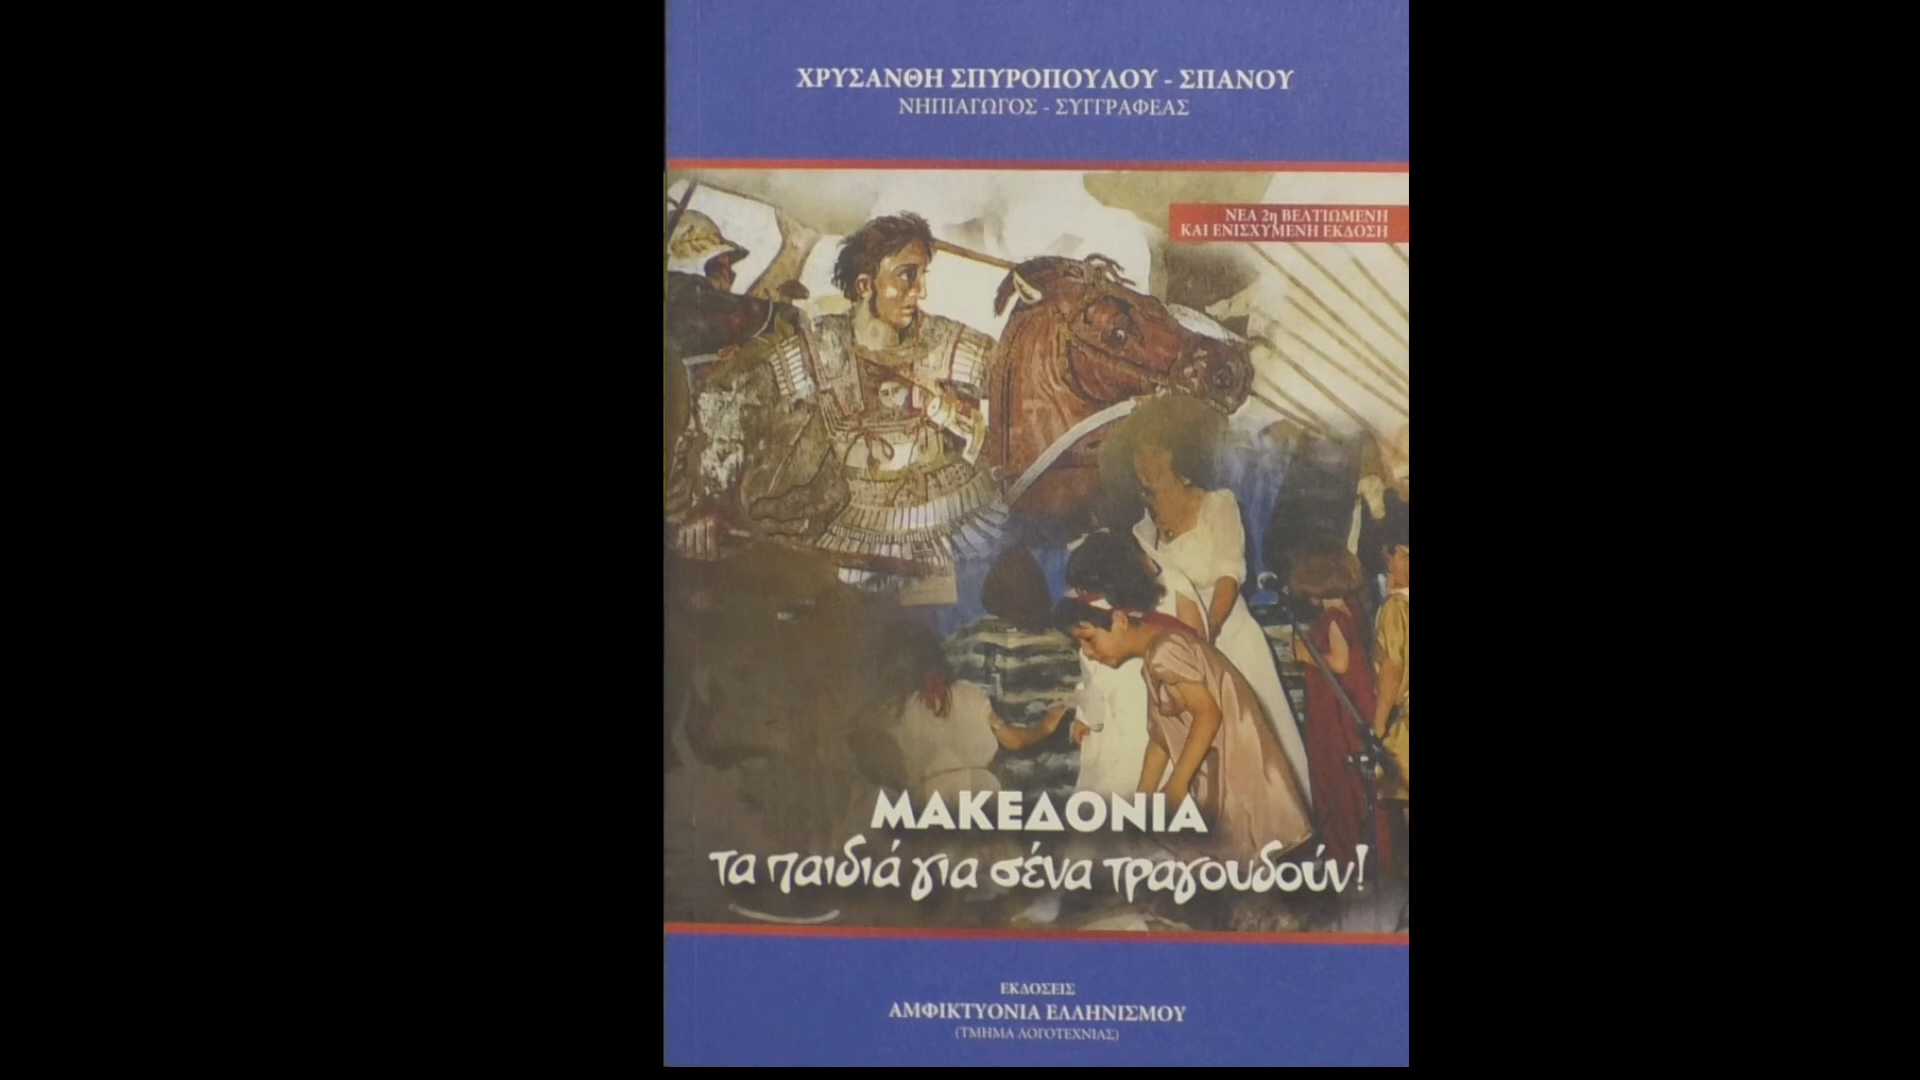 ΧΡΥΣΑΝΘΗ ΣΠΥΡΟΠΟΥΛΟΥ - ΣΠΑΝΟΥ
ΝΗΠΙΑΓΩΓΟΣ - ΣΥΓΓΡΑΦΕΑΣ
ΝΕΑ 2η ΒΕΛΤΙΩΜΕΝΗ
ΚΑΙ ΕΝΙΣΧΥΜΕΝΗ ΕΚΔΟΣΗ
ΜΑΚΕΔΟΝΙΑ
τα παιδιά για σένα τραγουδούν!
ΕΚΔΟΣΕΙΣ
ΑΜΦΙΚΤΥΟΝΙΑ ΕΛΛΗΝΙΣΜΟΥ
(ΤΜΗΜΑ ΛΟΓΟΤΕΧΝΙΑΣ)